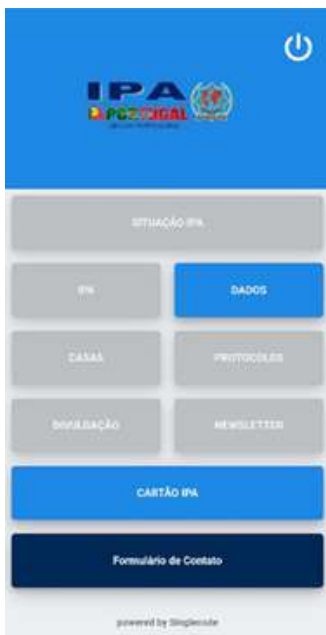 IPA
PORTUGAL
SITUAÇÃO IPA
IPA
DADOS
CASAS
PROTOCOLOS
DIVULGAÇÃO
NEWSLETTER
CARTÃO IPA
Formulário de Contato
powered by Singlecode